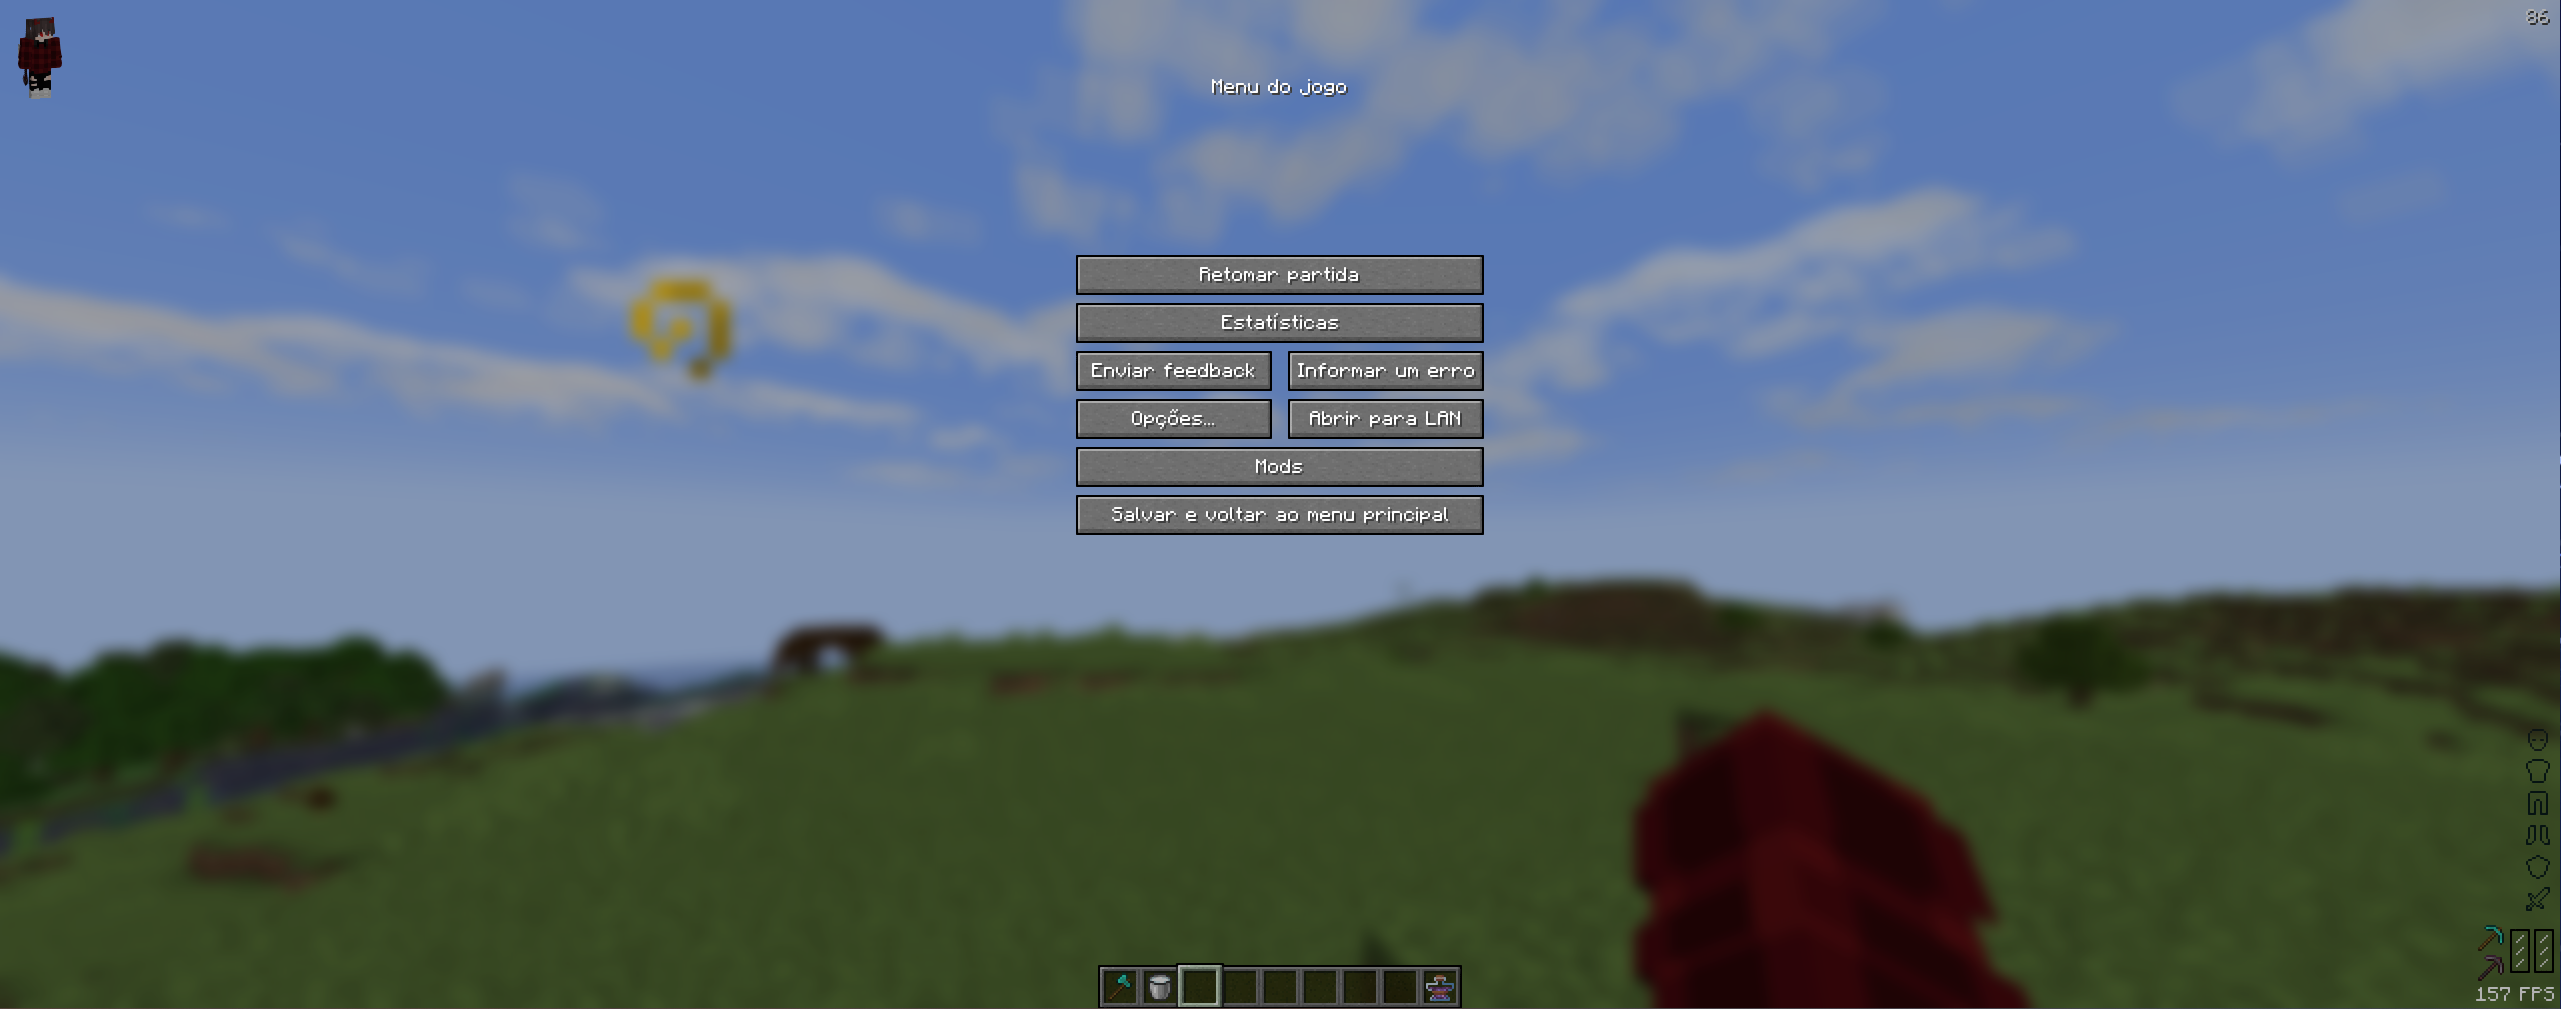 86
Menu do jogo
Retomar partida
Estatísticas
Enviar feedback
Informar um erro
Opções...
Abrir para LAN
Mods
Salvar e voltar ao menu principal
157 FPS